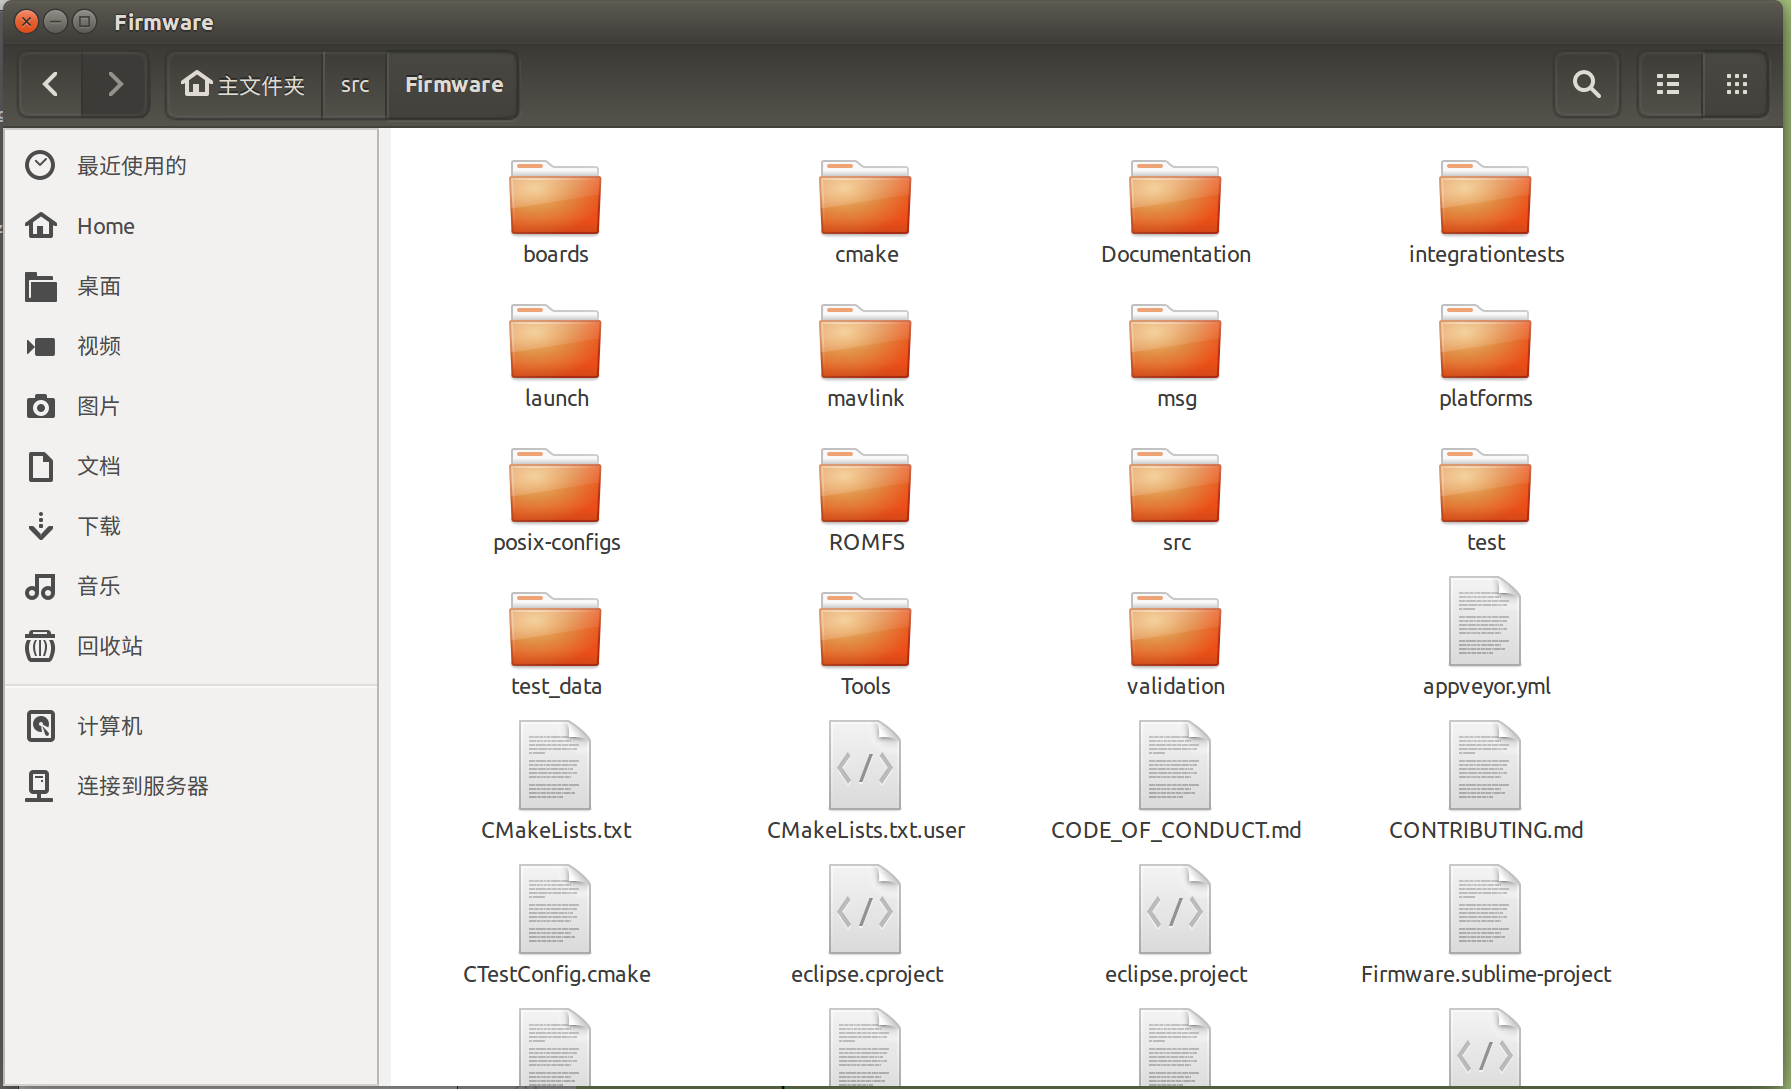 Firmware
主文件夹 src Firmware
最近使用的
Home
桌面
视频
图片
文档
下载
音乐
回收站
计算机
连接到服务器
boards cmake Documentation integrationtests
launch mavlink msg platforms
posix-configs ROMFS src test
test_data Tools validation appveyor.yml
CMakeLists.txt CMakeLists.txt.user CODE_OF_CONDUCT.md CONTRIBUTING.md
CTestConfig.cmake eclipse.cproject eclipse.project Firmware.sublime-project